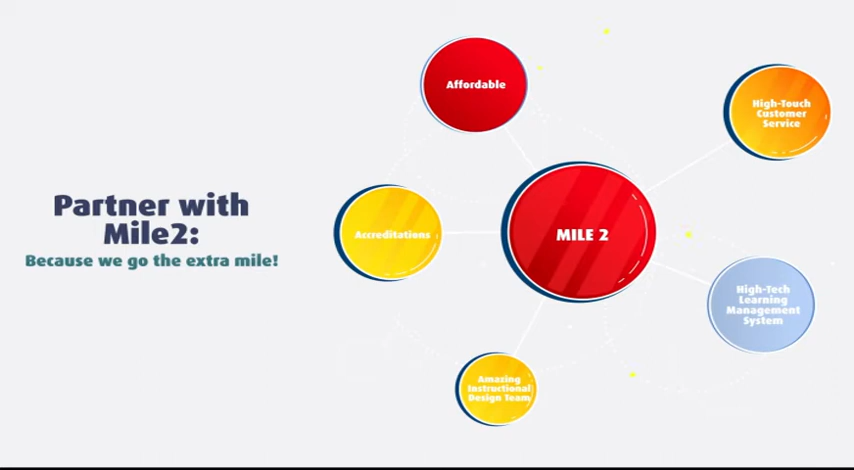 Affordable
High-Touch
Customer
Service
Partner with
Mile2:
Because we go the extra mile!
Accreditations
MILE 2
High-Tech
Learning
Management
System
Amazing
Instructional
Design Team